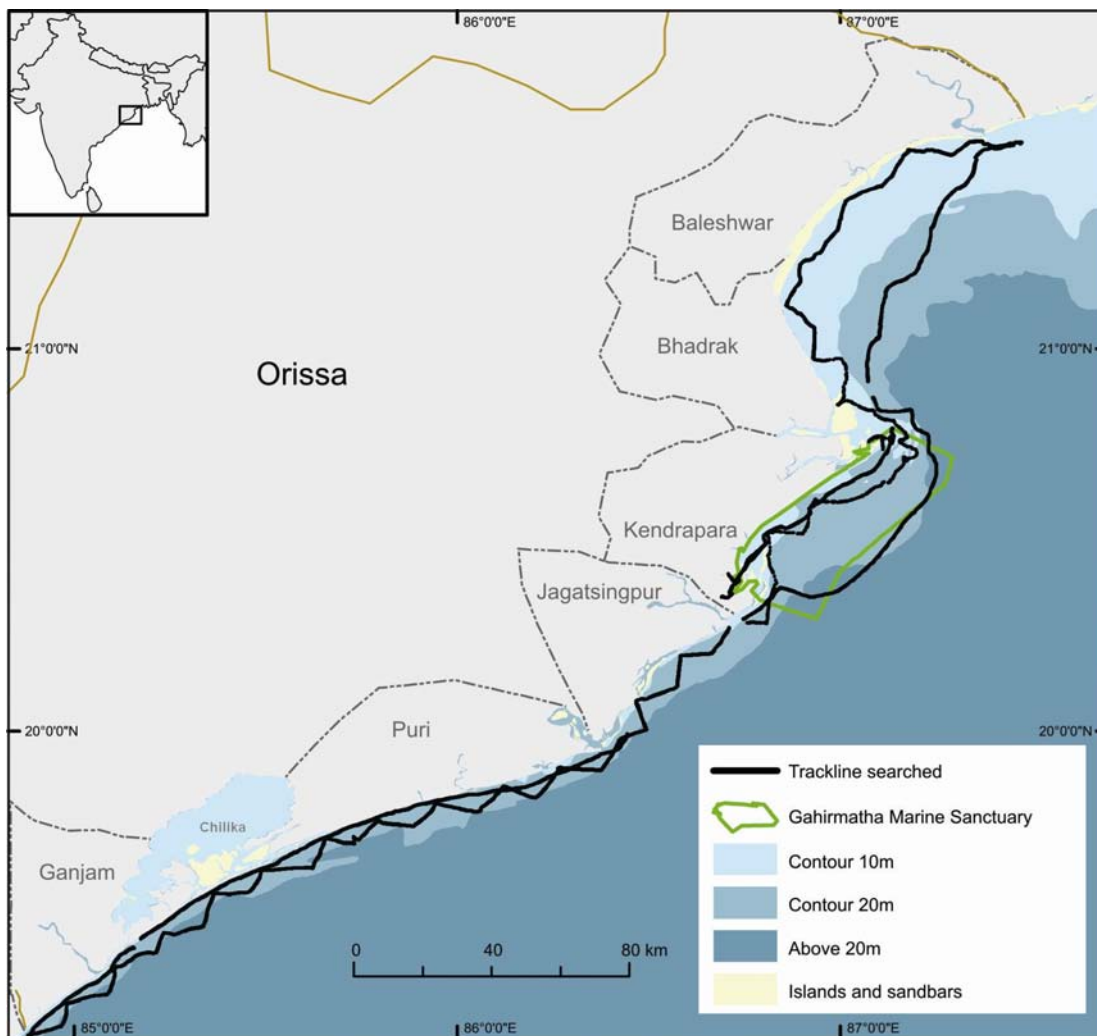 86°0'0"E
87°0'0"E
Baleshwar
21°0'0"N
Bhadrak
21°0'0"N
Orissa
Kendrapara
Jagatsingpur
20°0'0"N
Puri
20°0'0"N
Trackline searched
Gahirmatha Marine Sanctuary
Chilika
Contour 10m
Ganjam
Contour 20m
0 40 80 km
Above 20m
Islands and sandbars
85°0'0"E
86°0'0"E
87°0'0"E